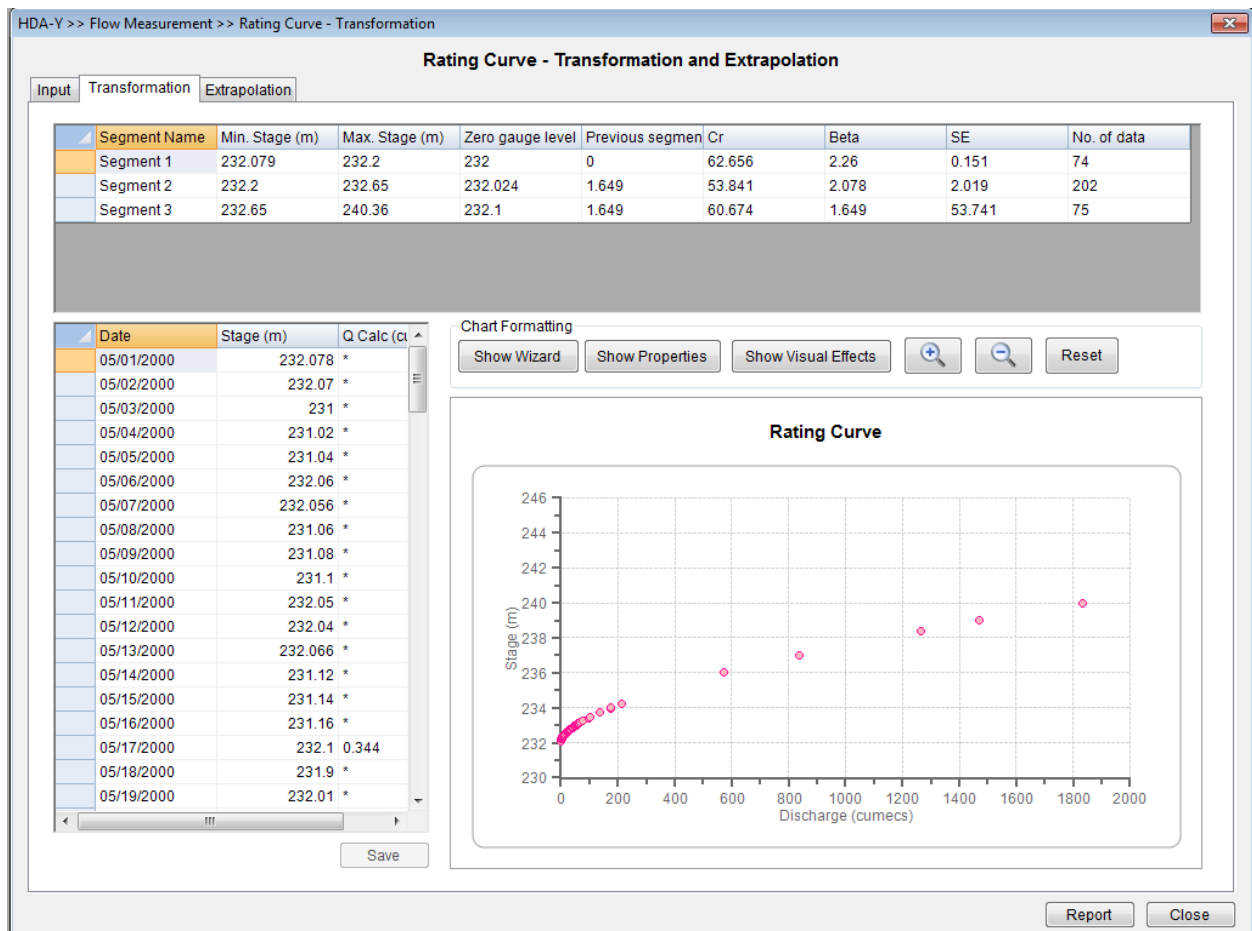 HDA-Y >> Flow Measurement >> Rating Curve - Transformation
Rating Curve - Transformation and Extrapolation
Input Transformation Extrapolation
Segment Name Min. Stage (m) Max. Stage (m) Zero gauge level Previous segmen Cr Beta SE No. of data
Segment 1 232.079 232.2 232 0 62.656 2.26 0.151 74
Segment 2 232.2 232.65 232.024 1.649 53.841 2.078 2.019 202
Segment 3 232.65 240.36 232.1 1.649 60.674 1.649 53.741 75
Date Stage (m) Q Calc (cu
05/01/2000 232.078 *
05/02/2000 232.07 *
05/03/2000 231 *
05/04/2000 231.02 *
05/05/2000 231.04 *
05/06/2000 232.06 *
05/07/2000 232.056 *
05/08/2000 231.06 *
05/09/2000 231.08 *
05/10/2000 231.1 *
05/11/2000 232.05 *
05/12/2000 232.04 *
05/13/2000 232.066 *
05/14/2000 231.12 *
05/15/2000 231.14 *
05/16/2000 231.16 *
05/17/2000 232.1 0.344
05/18/2000 231.9 *
05/19/2000 232.01 *
Save
Chart Formatting
Show Wizard Show Properties Show Visual Effects Reset
Rating Curve
Stage (m)
246
244
242
240
238
236
234
232
230
0 200 400 600 800 1000 1200 1400 1600 1800 2000
Discharge (cumecs)
Report Close